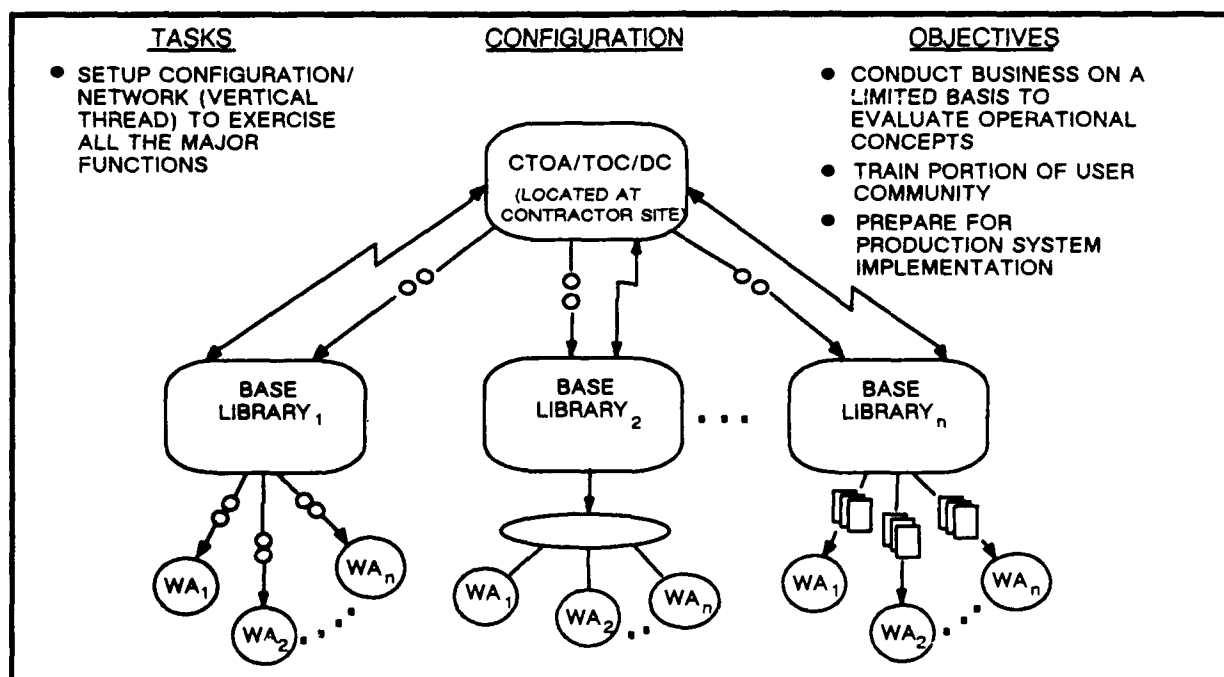 TASKS
● SETUP CONFIGURATION/
NETWORK (VERTICAL
THREAD) TO EXERCISE
ALL THE MAJOR
FUNCTIONS
CONFIGURATION
CTOA/TOC/DC
(LOCATED AT
CONTRACTOR SITE)
OBJECTIVES
● CONDUCT BUSINESS ON A
LIMITED BASIS TO
EVALUATE OPERATIONAL
CONCEPTS
● TRAIN PORTION OF USER
COMMUNITY
● PREPARE FOR
PRODUCTION SYSTEM
IMPLEMENTATION
BASE
LIBRARY₁
BASE
LIBRARY₂
. . .
BASE
LIBRARYₙ
WA₁
WA₂
. . . .
WAₙ
WA₁
WA₂
. . .
WAₙ
WA₁
WA₂
. . . .
WAₙ